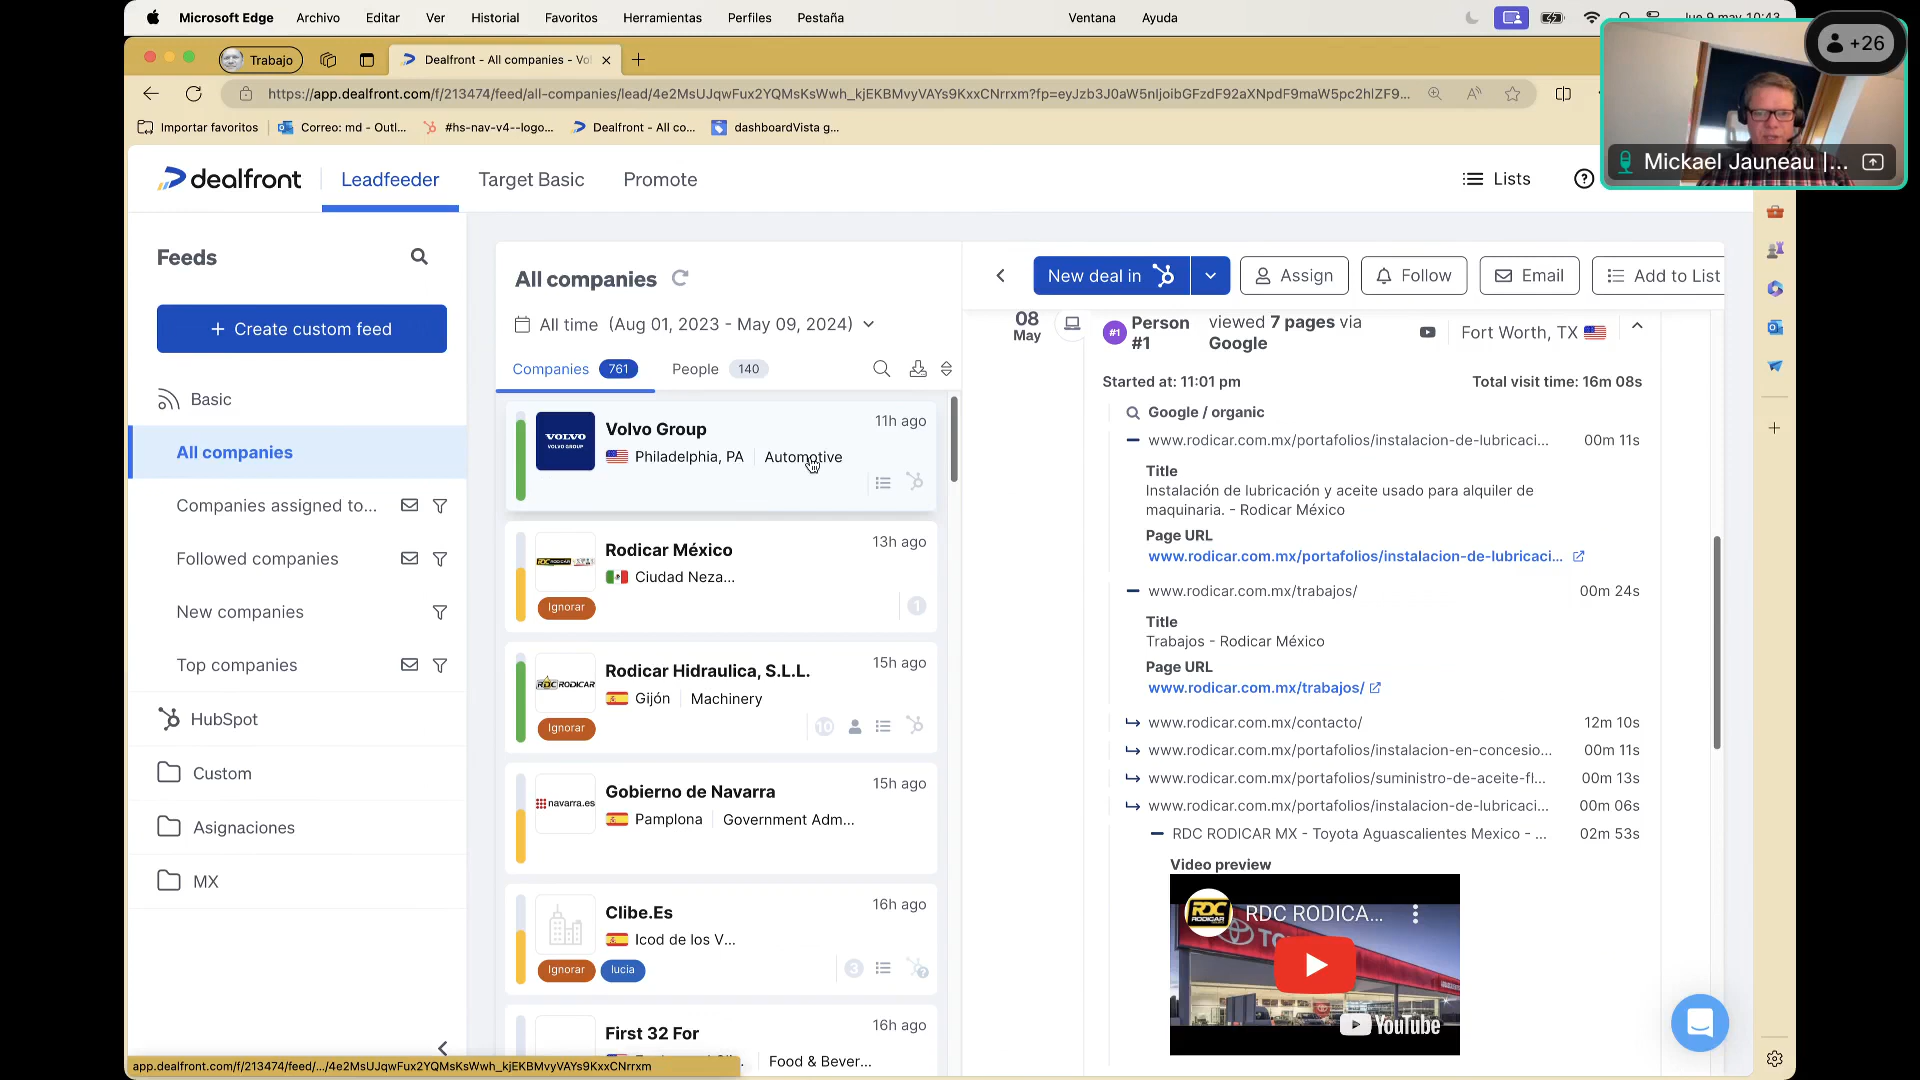 Microsoft Edge Archivo Editar Ver Historial Favoritos Herramientas Perfiles Pestaña Ventana Ayuda
+26
Trabajo
Dealfront - All companies - Vo
https://app.dealfront.com/f/213474/feed/all-companies/lead/4e2MsUJqwFux2YQMsKsWwh_kjEKBMvyVAYs9KxxCNrrxm?fp=eyJzb3J0aW5nIjoibGFzdF92aXNpdF9maW5pc2hlZF9...
Importar favoritos
Correo: md - Outl...
#hs-nav-v4--logo...
Dealfront - All co...
dashboardVista g...
Mickael Jauneau |...
dealfront
Leadfeeder
Target Basic
Promote
Lists
Feeds
+ Create custom feed
Basic
All companies
Companies assigned to...
Followed companies
New companies
Top companies
HubSpot
Custom
Asignaciones
MX
app.dealfront.com/f/213474/feed/.../4e2MsUJqwFux2YQMsKsWwh_kjEKBMvyVAYs9KxxCNrrxm
All companies
All time (Aug 01, 2023 - May 09, 2024)
Companies 761
People 140
VOLVO
VOLVO GROUP
Volvo Group
11h ago
Philadelphia, PA
Automotive
Rodicar México
13h ago
Ciudad Neza...
Ignorar
1
RDC RODICAR
Rodicar Hidraulica, S.L.L.
15h ago
Gijón
Machinery
Ignorar
10
navarra.es
Gobierno de Navarra
15h ago
Pamplona
Government Adm...
Clibe.Es
16h ago
Icod de los V...
Ignorar
lucia
3
First 32 For
16h ago
Food & Bever...
New deal in
Assign
Follow
Email
Add to List
08
May
#1
Person #1
viewed 7 pages via Google
Fort Worth, TX
Started at: 11:01 pm
Total visit time: 16m 08s
Google / organic
www.rodicar.com.mx/portafolios/instalacion-de-lubricaci... 00m 11s
Title
Instalación de lubricación y aceite usado para alquiler de
maquinaria. - Rodicar México
Page URL
www.rodicar.com.mx/portafolios/instalacion-de-lubricaci...
www.rodicar.com.mx/trabajos/ 00m 24s
Title
Trabajos - Rodicar México
Page URL
www.rodicar.com.mx/trabajos/
www.rodicar.com.mx/contacto/ 12m 10s
www.rodicar.com.mx/portafolios/instalacion-en-concesio... 00m 11s
www.rodicar.com.mx/portafolios/suministro-de-aceite-fl... 00m 13s
www.rodicar.com.mx/portafolios/instalacion-de-lubricaci... 00m 06s
RDC RODICAR MX - Toyota Aguascalientes Mexico - ... 02m 53s
Video preview
RDC
RDC RODICA...
YouTube